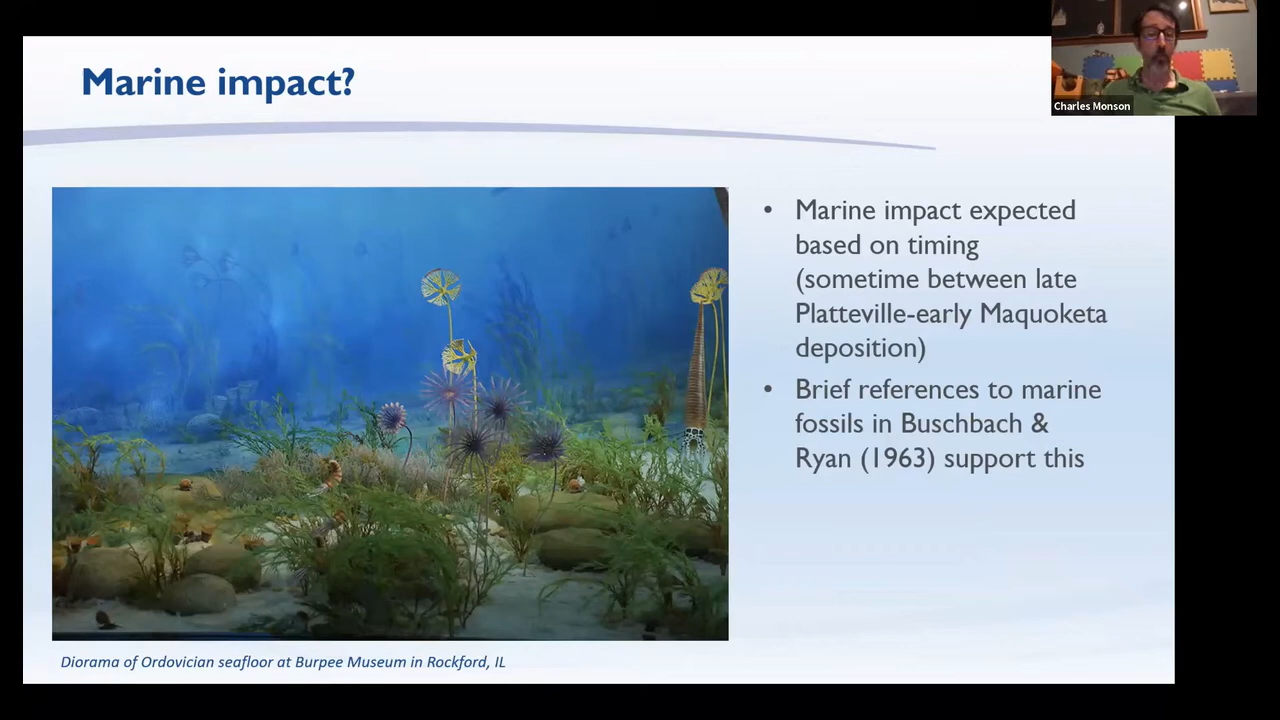 Marine impact?
Charles Monson
• Marine impact expected
based on timing
(sometime between late
Platteville-early Maquoketa
deposition)
• Brief references to marine
fossils in Buschbach &
Ryan (1963) support this
Diorama of Ordovician seafloor at Burpee Museum in Rockford, IL